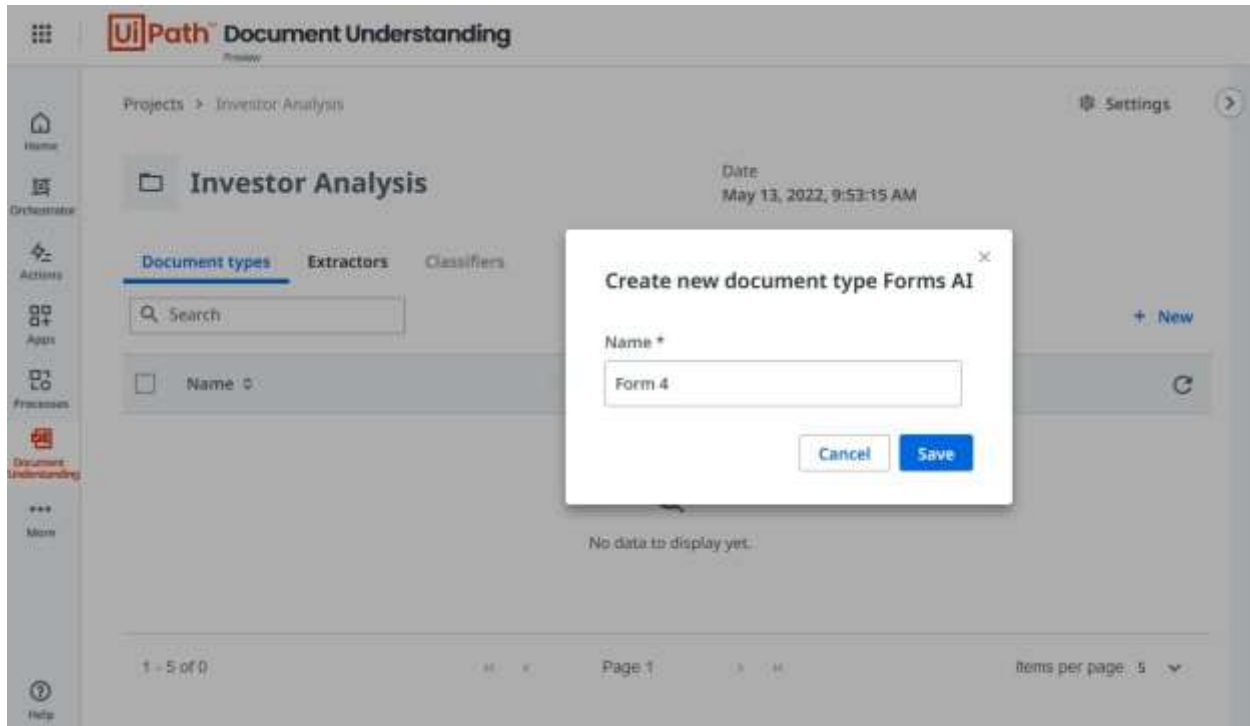 UiPath™ Document Understanding
Preview
Projects > Investor Analysis
Settings
Home
Orchestrator
Investor Analysis
Date
May 13, 2022, 9:53:15 AM
Actions
Document types Extractors Classifiers
Create new document type Forms AI
Search
+ New
Apps
Name *
Name
Form 4
Processes
Cancel Save
Document Understanding
More
No data to display yet.
1 - 5 of 0
Page 1
Items per page 5
Help